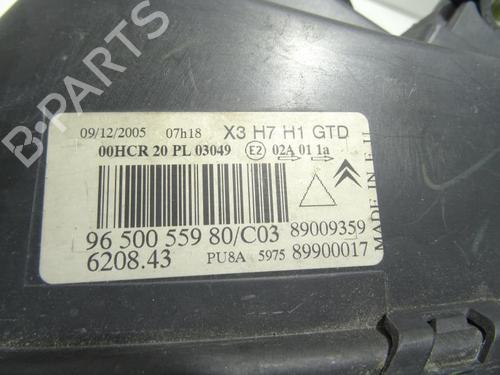 09/12/2005 07h18 X3 H7 H1 GTD
00HCR 20 PL 03049 E2 02A 01 1a
96 500 559 80/C03 89009359
6208.43 PU8A 5975 89900017
MADE IN E.U.
B-PARTS